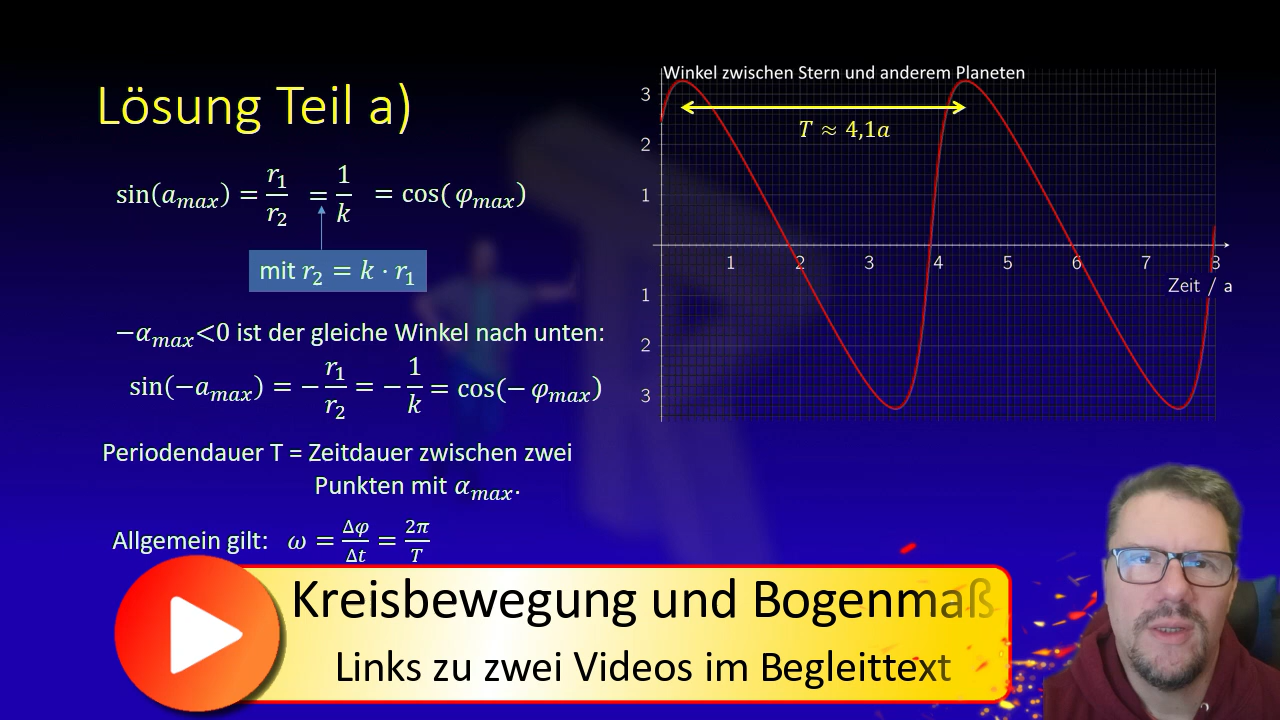 Lösung Teil a)
sin(a_max) = r₁/r₂ = 1/k = cos(φ_max)
mit r₂ = k · r₁
−α_max<0 ist der gleiche Winkel nach unten:
sin(−a_max) = −r₁/r₂ = −1/k = cos(−φ_max)
Periodendauer T = Zeitdauer zwischen zwei
Punkten mit α_max.
Allgemein gilt: ω = Δφ/Δt = 2π/T
Winkel zwischen Stern und anderem Planeten
T ≈ 4,1a
3
2
1
1 2 3 4 5 6 7 8
Zeit / a
1
2
3
Kreisbewegung und Bogenmaß
Links zu zwei Videos im Begleittext